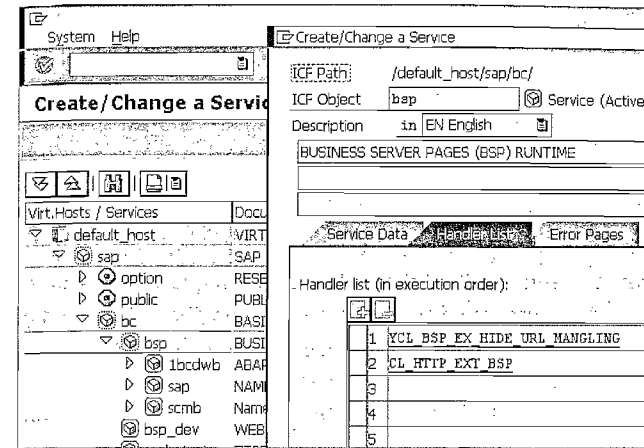 System Help
Create/Change a Servic
Virt.Hosts / Services Docu
default_host VIRT
sap SAP
option RESE
public PUBL
bc BASI
bsp BUSI
1bcdwb ABAP
sap NAM
scmb Name
bsp_dev WEB
Create/Change a Service
ICF Path /default_host/sap/bc/
ICF Object bsp Service (Active
Description in EN English
BUSINESS SERVER PAGES (BSP) RUNTIME
Service Data Handler List Error Pages
Handler list (in execution order):
1 YCL_BSP_EX_HIDE_URL_MANGLING
2 CL_HTTP_EXT_BSP
3
4
5